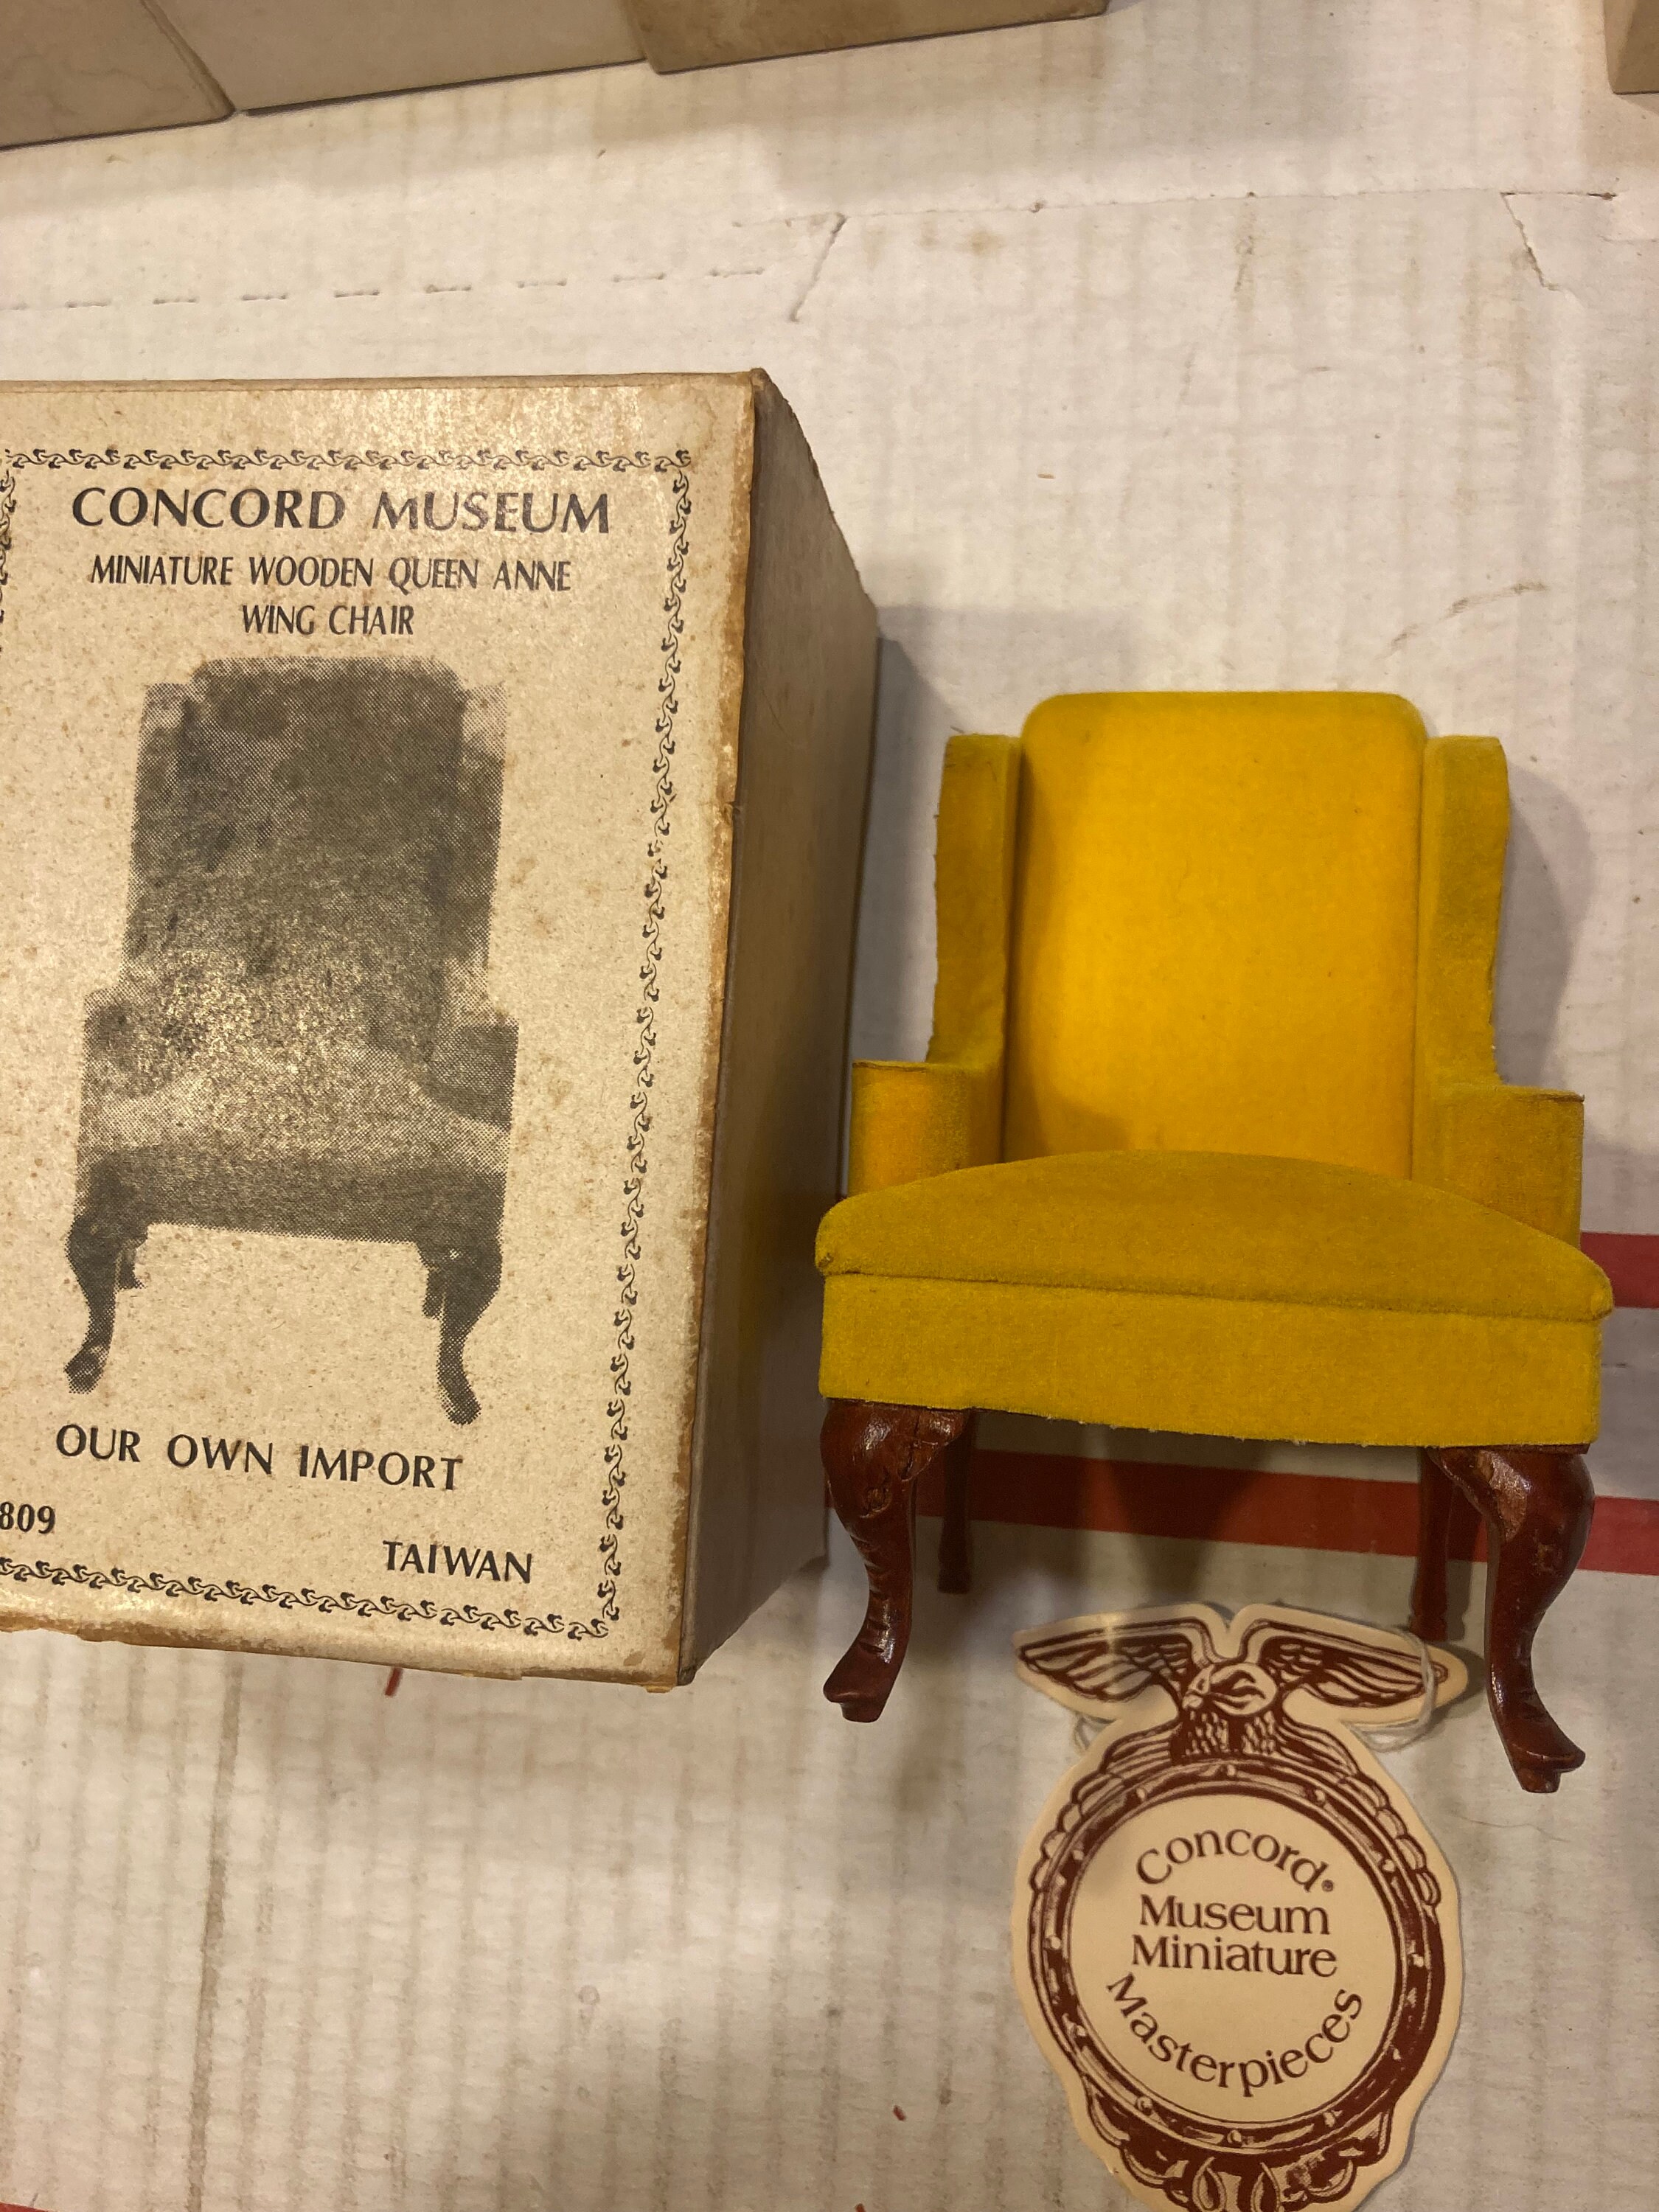 CONCORD MUSEUM
MINIATURE WOODEN QUEEN ANNE
WING CHAIR
OUR OWN IMPORT
809
TAIWAN
Concord®
Museum
Miniature
Masterpieces